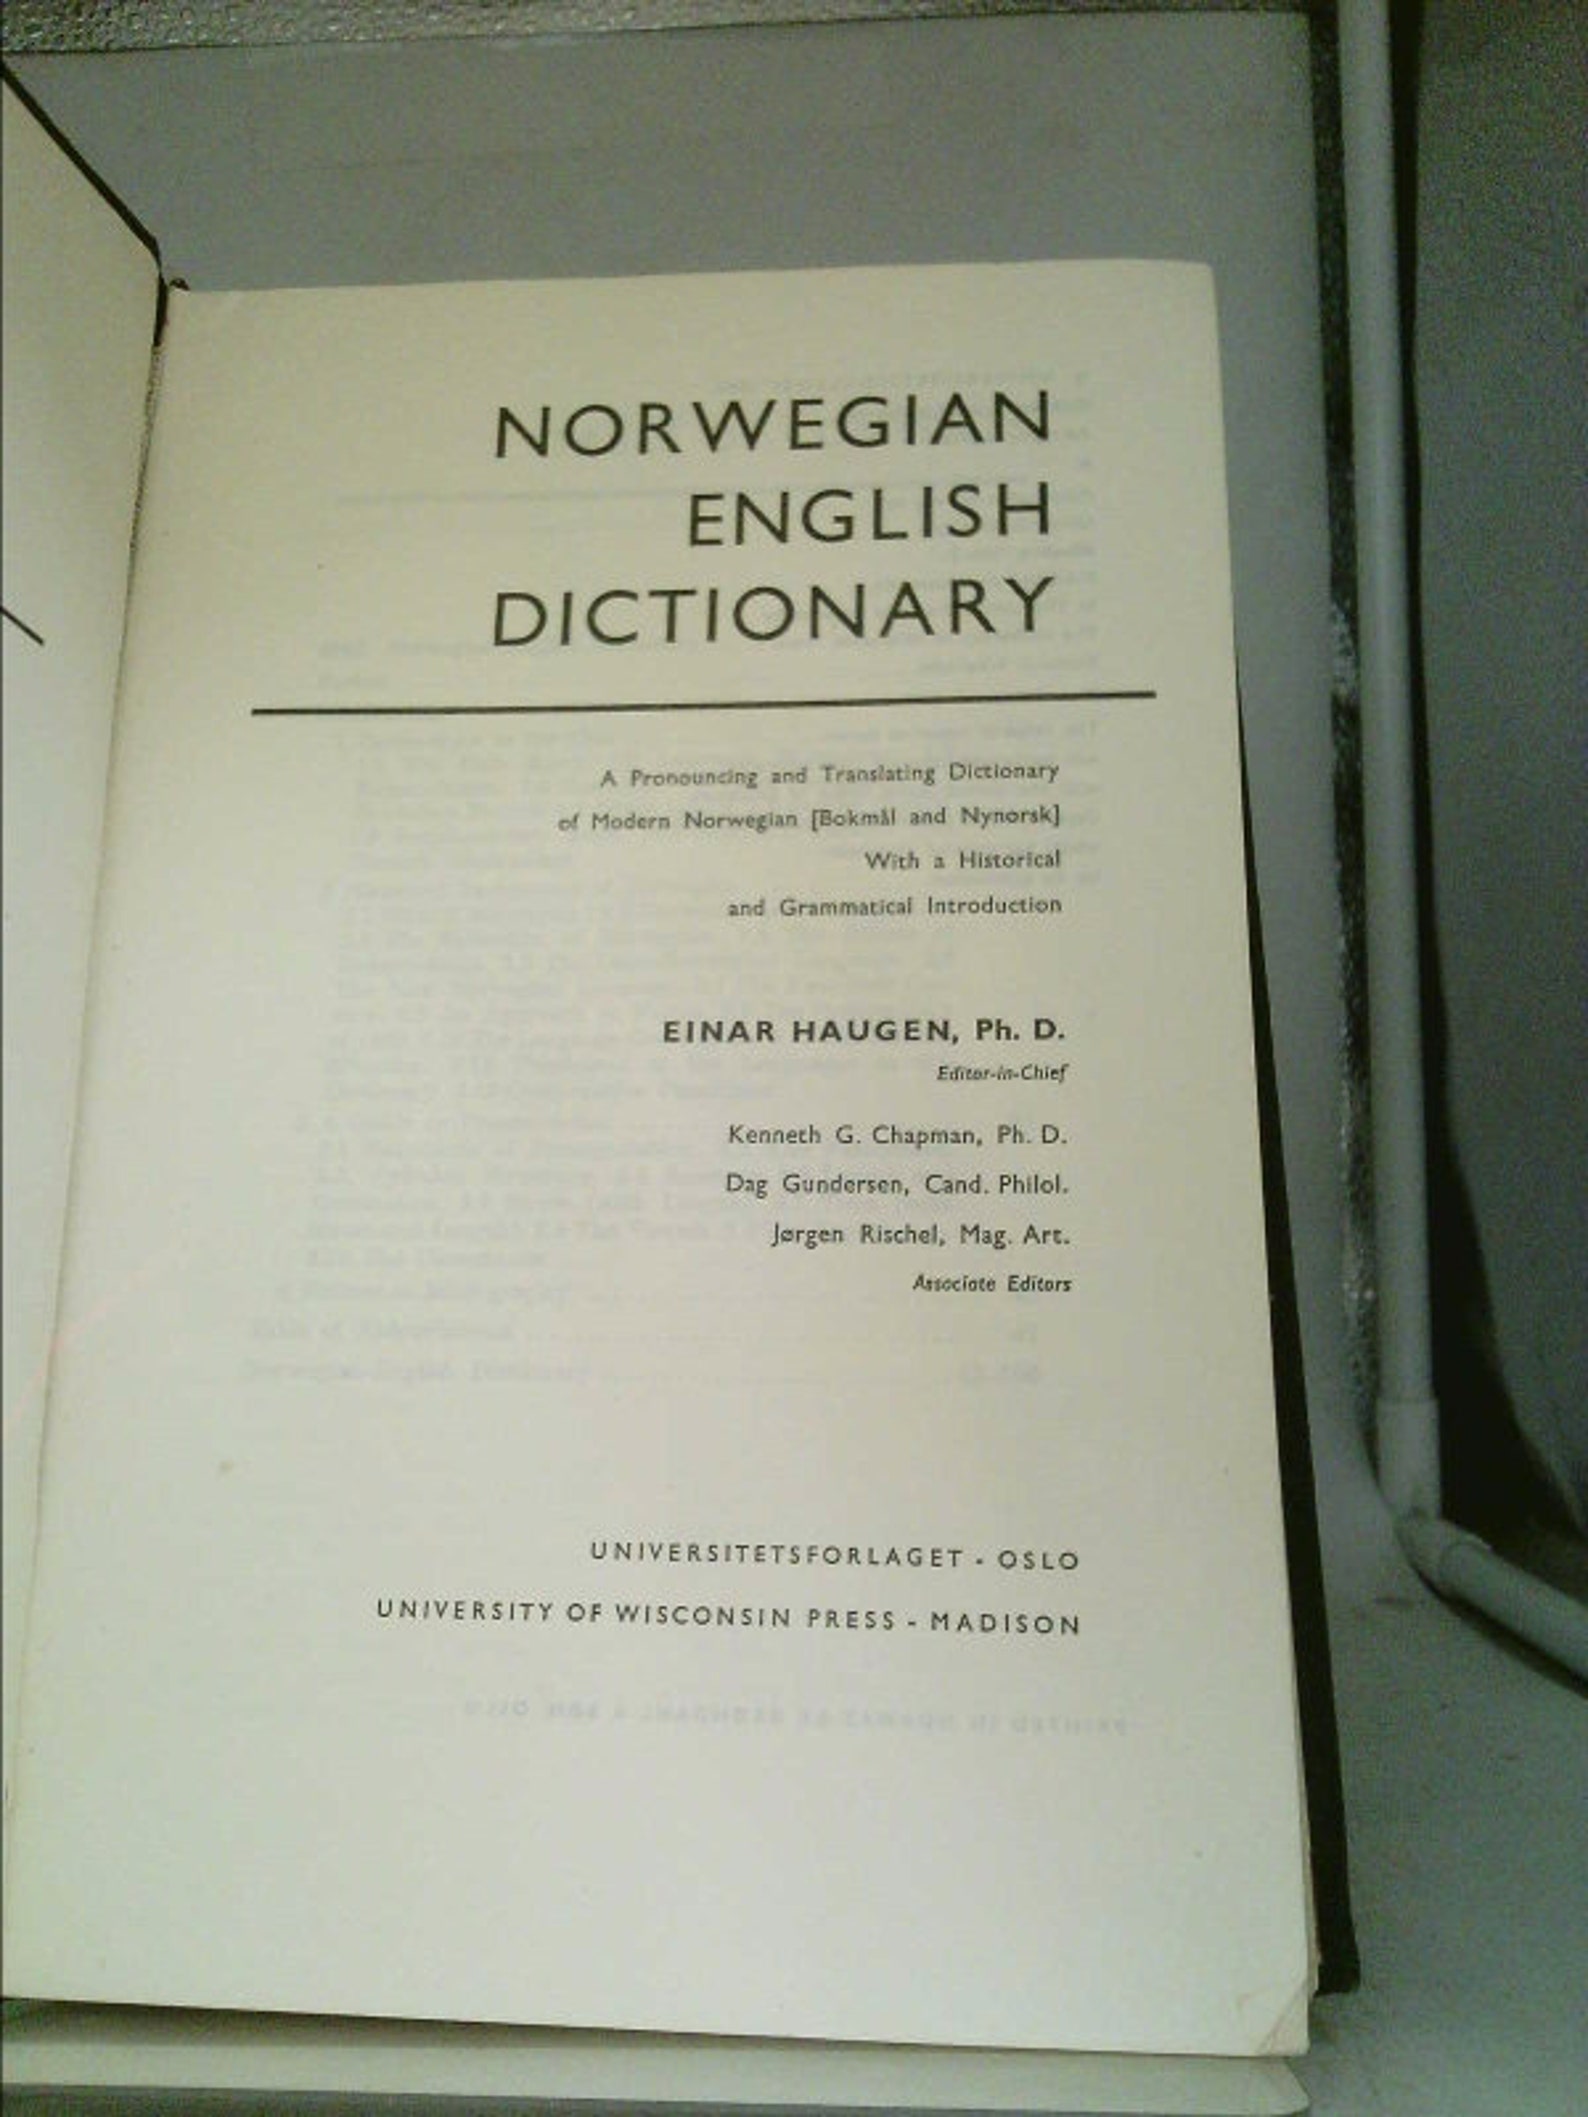 NORWEGIAN
ENGLISH
DICTIONARY
A Pronouncing and Translating Dictionary
of Modern Norwegian [Bokmål and Nynorsk]
With a Historical
and Grammatical Introduction
EINAR HAUGEN, Ph. D.
Editor-in-Chief
Kenneth G. Chapman, Ph. D.
Dag Gundersen, Cand. Philol.
Jørgen Rischel, Mag. Art.
Associate Editors
UNIVERSITETSFORLAGET - OSLO
UNIVERSITY OF WISCONSIN PRESS - MADISON